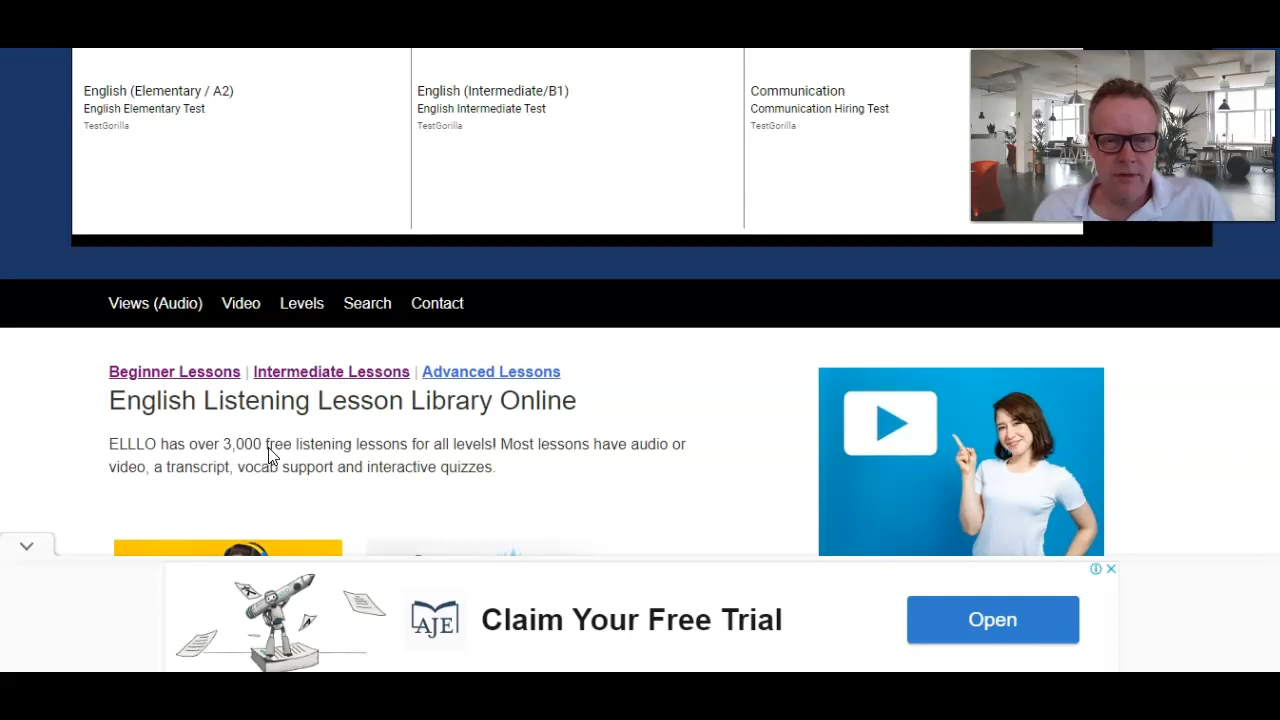 English (Elementary / A2)
English Elementary Test
TestGorilla
English (Intermediate/B1)
English Intermediate Test
TestGorilla
Communication
Communication Hiring Test
TestGorilla
Views (Audio) Video Levels Search Contact
Beginner Lessons | Intermediate Lessons | Advanced Lessons
English Listening Lesson Library Online
ELLLO has over 3,000 free listening lessons for all levels! Most lessons have audio or
video, a transcript, vocab support and interactive quizzes.
AJE
Claim Your Free Trial
Open